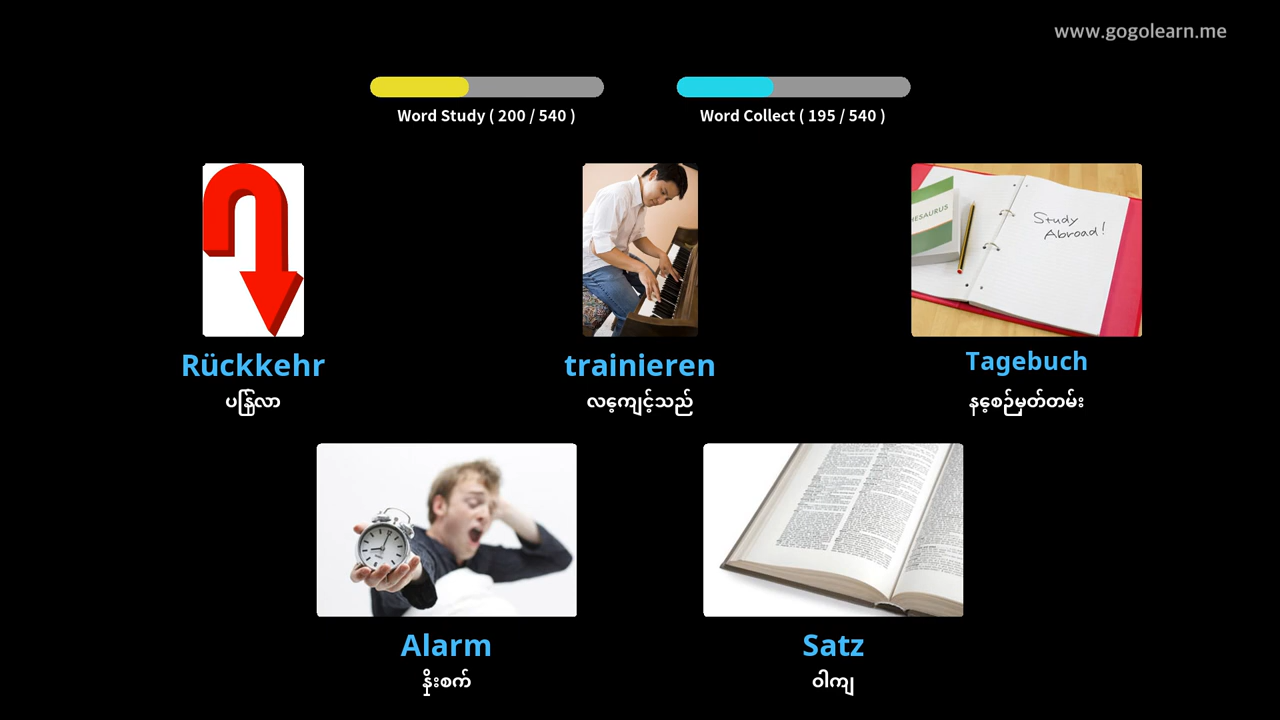 www.gogolearn.me
Word Study ( 200 / 540 )
Word Collect ( 195 / 540 )
THESAURUS
Study
Abroad!
Rückkehr
ပြန်လာ
trainieren
လေ့ကျင့်သည်
Tagebuch
နေ့စဉ်မှတ်တမ်း
Alarm
နှိုးစက်
Satz
ဝါကျ